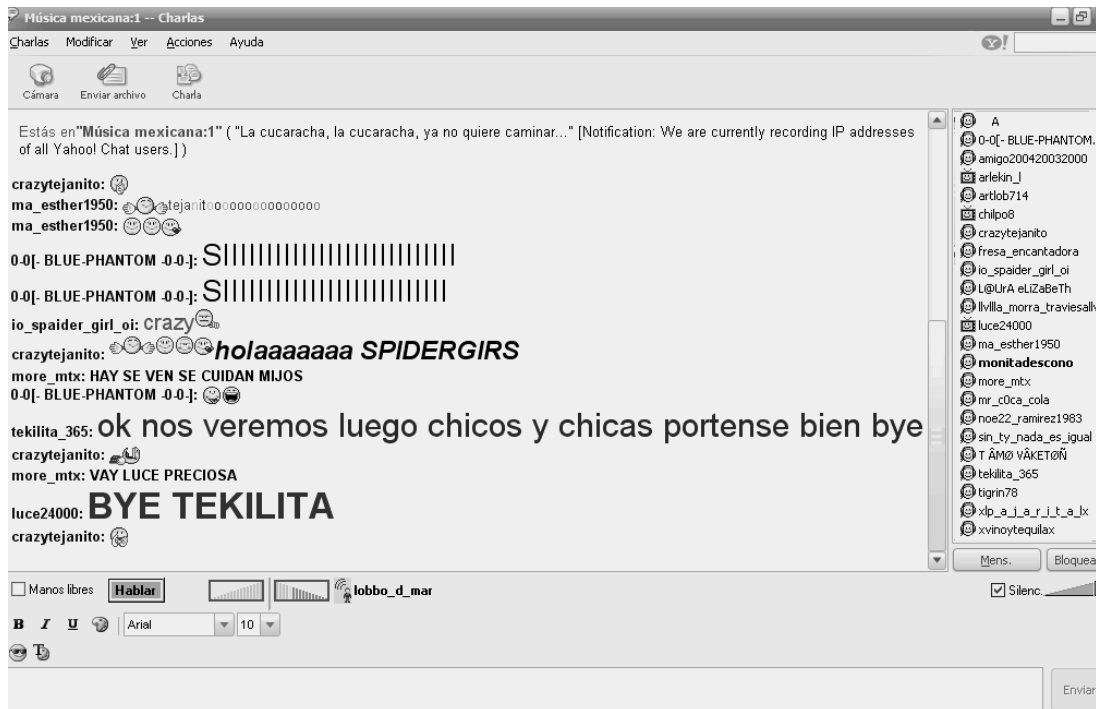 Música mexicana:1 -- Charlas
Charlas Modificar Ver Acciones Ayuda
Y!
Cámara Enviar archivo Charla
Estás en"Música mexicana:1" ( "La cucaracha, la cucaracha, ya no quiere caminar..." [Notification: We are currently recording IP addresses
of all Yahoo! Chat users.] )
crazytejanito:
ma_esther1950: tejanitooooooooooooooo
ma_esther1950:
0-0[- BLUE-PHANTOM -0-0-]:
0-0[- BLUE-PHANTOM -0-0-]:
io_spaider_girl_oi: crazy
crazytejanito: holaaaaaaa SPIDERGIRS
more_mtx: HAY SE VEN SE CUIDAN MIJOS
0-0[- BLUE-PHANTOM -0-0-]:
tekilita_365: ok nos veremos luego chicos y chicas portense bien bye
crazytejanito:
more_mtx: VAY LUCE PRECIOSA
luce24000: BYE TEKILITA
crazytejanito:
A
0-0[- BLUE-PHANTOM.
amigo200420032000
arlekin_l
artlob714
chilpo8
crazytejanito
fresa_encantadora
io_spaider_girl_oi
L@UrA eLiZaBeTh
luce24000
ma_esther1950
monitadescono
more_mtx
mr_c0ca_cola
noe22_ramirez1983
sin_ty_nada_es_igual
T ÂMØ VÂKETØÑ
tekilita_365
tigrin78
xlp_a_j_a_r_i_t_a_lx
xvinoytequilax
Mens. Bloquea
Manos libres Hablar lobbo_d_mar Silenc.
B I U Arial 10
Enviar